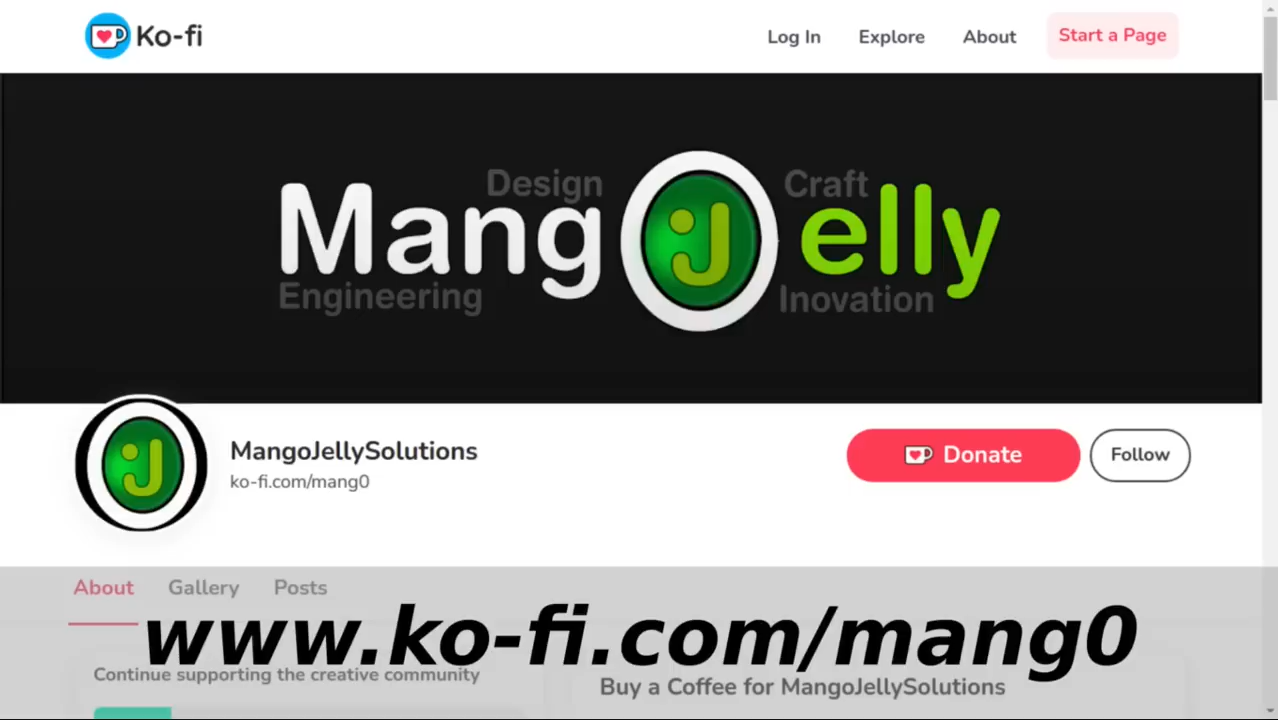 Ko-fi
Log In Explore About Start a Page
Design Craft
Mang J elly
Engineering Inovation
MangoJellySolutions
ko-fi.com/mang0
Donate Follow
About Gallery Posts
www.ko-fi.com/mang0
Continue supporting the creative community
Buy a Coffee for MangoJellySolutions